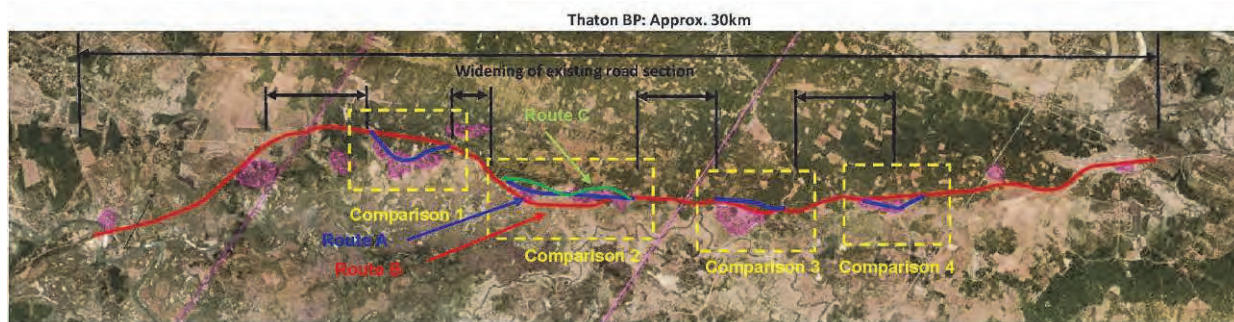 Thaton BP: Approx. 30km
Widening of existing road section
Route C
Comparison 1
Route A
Route B
Comparison 2
Comparison 3
Comparison 4